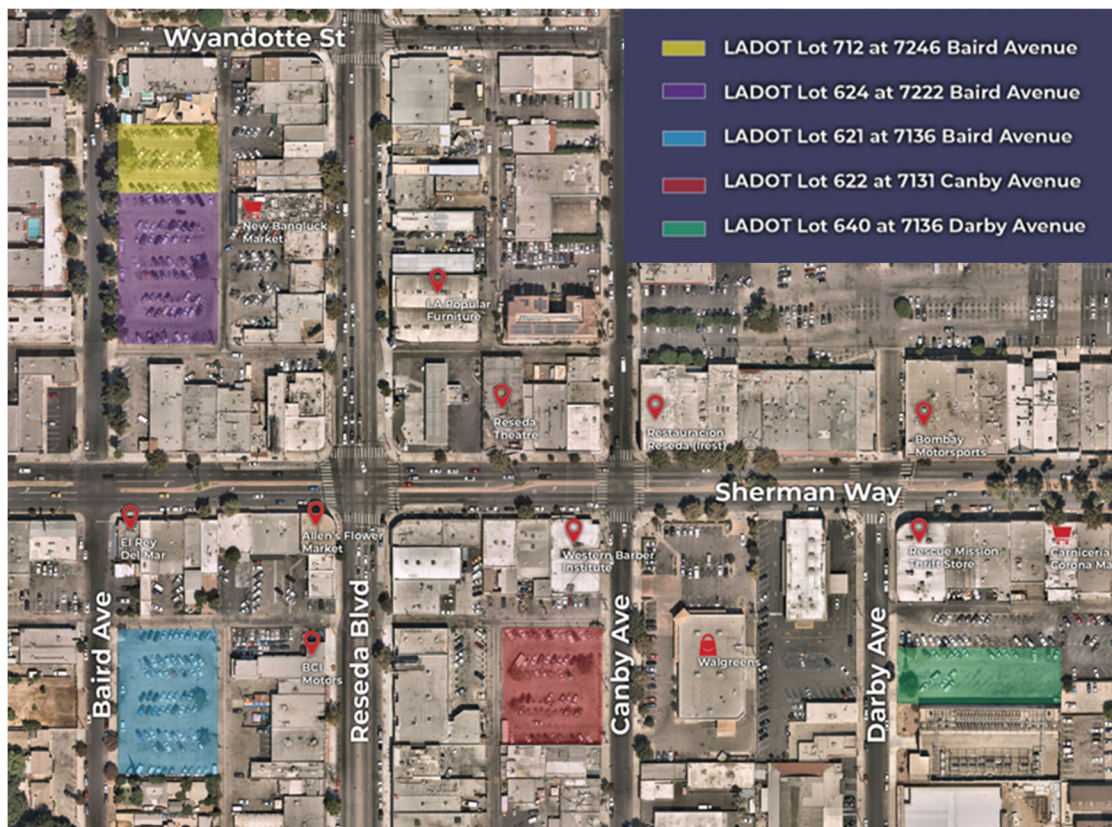 Wyandotte St
LADOT Lot 712 at 7246 Baird Avenue
LADOT Lot 624 at 7222 Baird Avenue
LADOT Lot 621 at 7136 Baird Avenue
LADOT Lot 622 at 7131 Canby Avenue
LADOT Lot 640 at 7136 Darby Avenue
New Bangluck
Market
LA Popular
Furniture
Reseda
Theatre
Restauracion
Reseda (Irest)
Bombay
Motorsports
Sherman Way
El Rey
Del Mar
Allen's Flower
Market
Western Barber
Institute
Rescue Mission
Thrift Store
Carniceria
Corona Ma
Baird Ave
Reseda Blvd
Canby Ave
Darby Ave
BCI
Motors
Walgreens